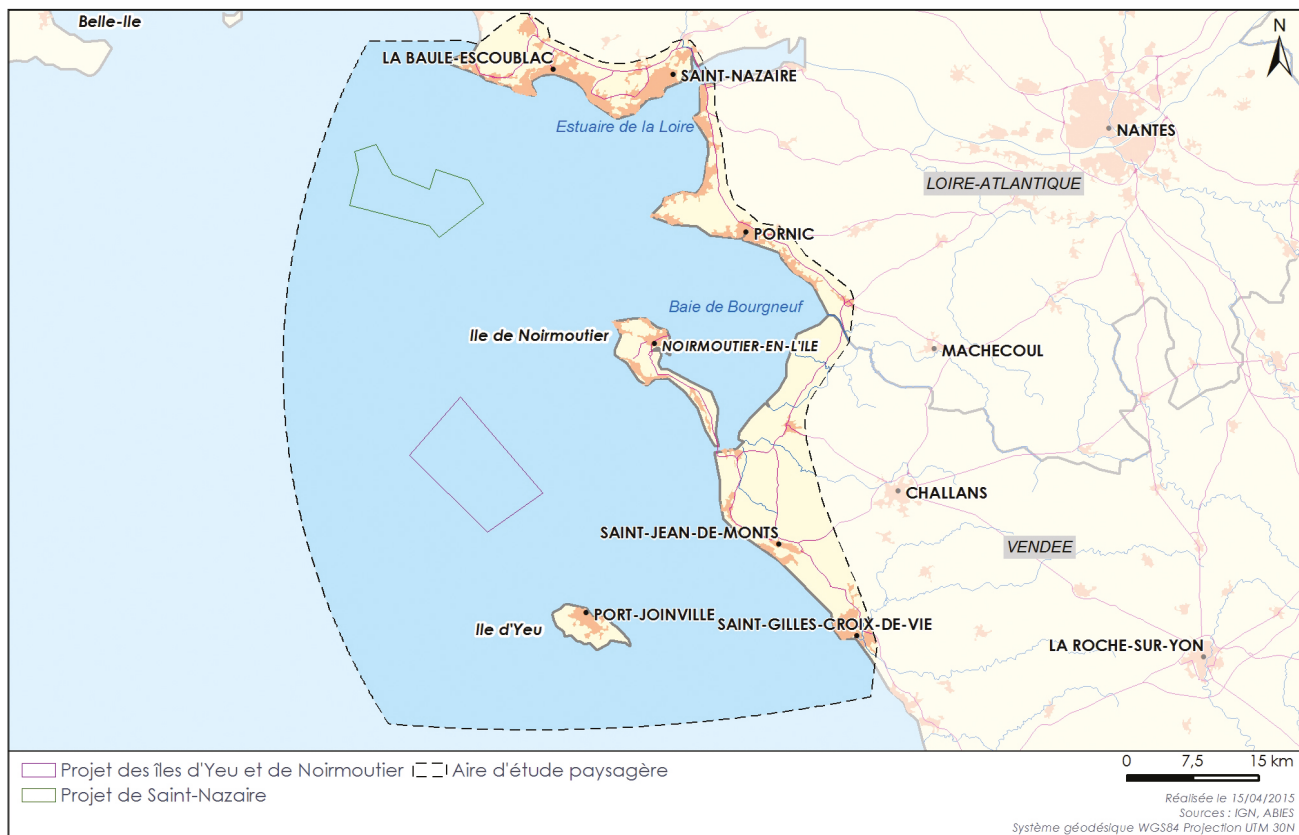 Belle-Ile
N
LA BAULE-ESCOUBLAC
SAINT-NAZAIRE
Estuaire de la Loire
NANTES
LOIRE-ATLANTIQUE
PORNIC
Baie de Bourgneuf
Ile de Noirmoutier
NOIRMOUTIER-EN-L'ILE
MACHECOUL
CHALLANS
SAINT-JEAN-DE-MONTS
VENDEE
PORT-JOINVILLE
Ile d'Yeu
SAINT-GILLES-CROIX-DE-VIE
LA ROCHE-SUR-YON
Projet des îles d'Yeu et de Noirmoutier
Aire d'étude paysagère
Projet de Saint-Nazaire
0 7,5 15 km
Réalisée le 15/04/2015
Sources : IGN, ABIES
Système géodésique WGS84 Projection UTM 30N